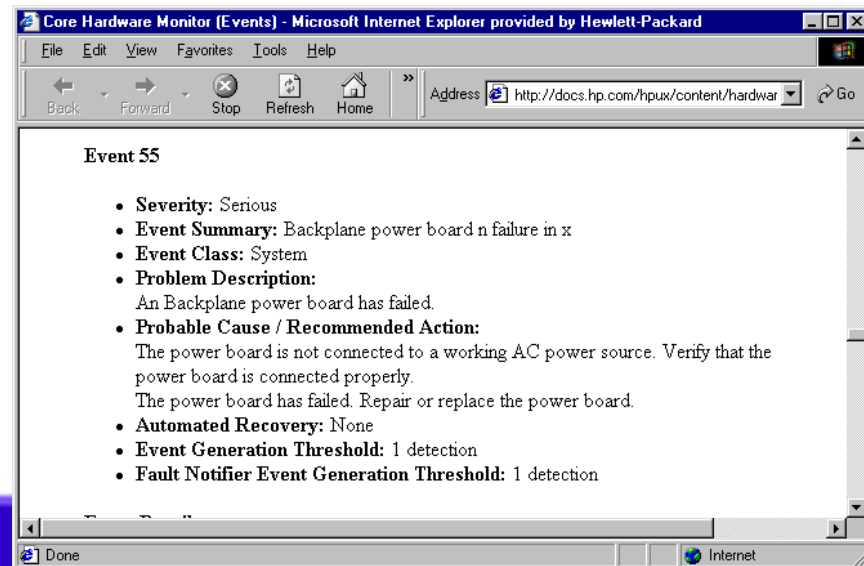 Core Hardware Monitor (Events) - Microsoft Internet Explorer provided by Hewlett-Packard
File Edit View Favorites Tools Help
Back Forward Stop Refresh Home » Address http://docs.hp.com/hpux/content/hardwar Go
Event 55
• Severity: Serious
• Event Summary: Backplane power board n failure in x
• Event Class: System
• Problem Description:
An Backplane power board has failed.
• Probable Cause / Recommended Action:
The power board is not connected to a working AC power source. Verify that the
power board is connected properly.
The power board has failed. Repair or replace the power board.
• Automated Recovery: None
• Event Generation Threshold: 1 detection
• Fault Notifier Event Generation Threshold: 1 detection
Done Internet